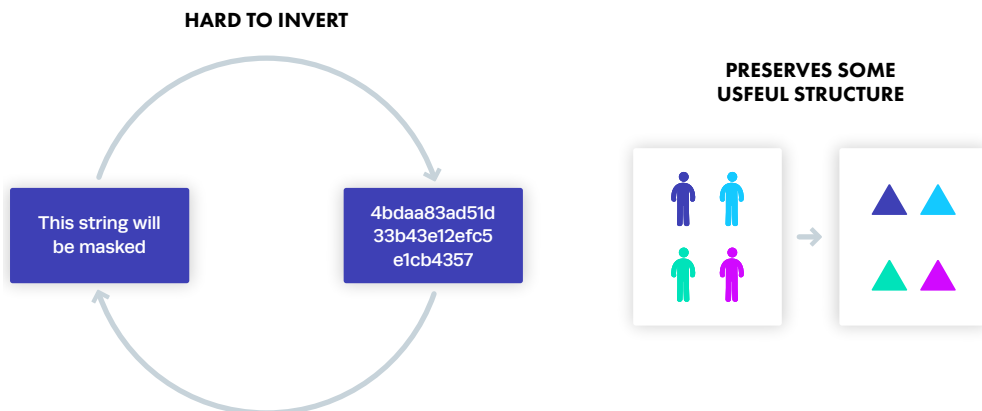 HARD TO INVERT
This string will
be masked
4bdaa83ad51d
33b43e12efc5
e1cb4357
PRESERVES SOME
USFEUL STRUCTURE